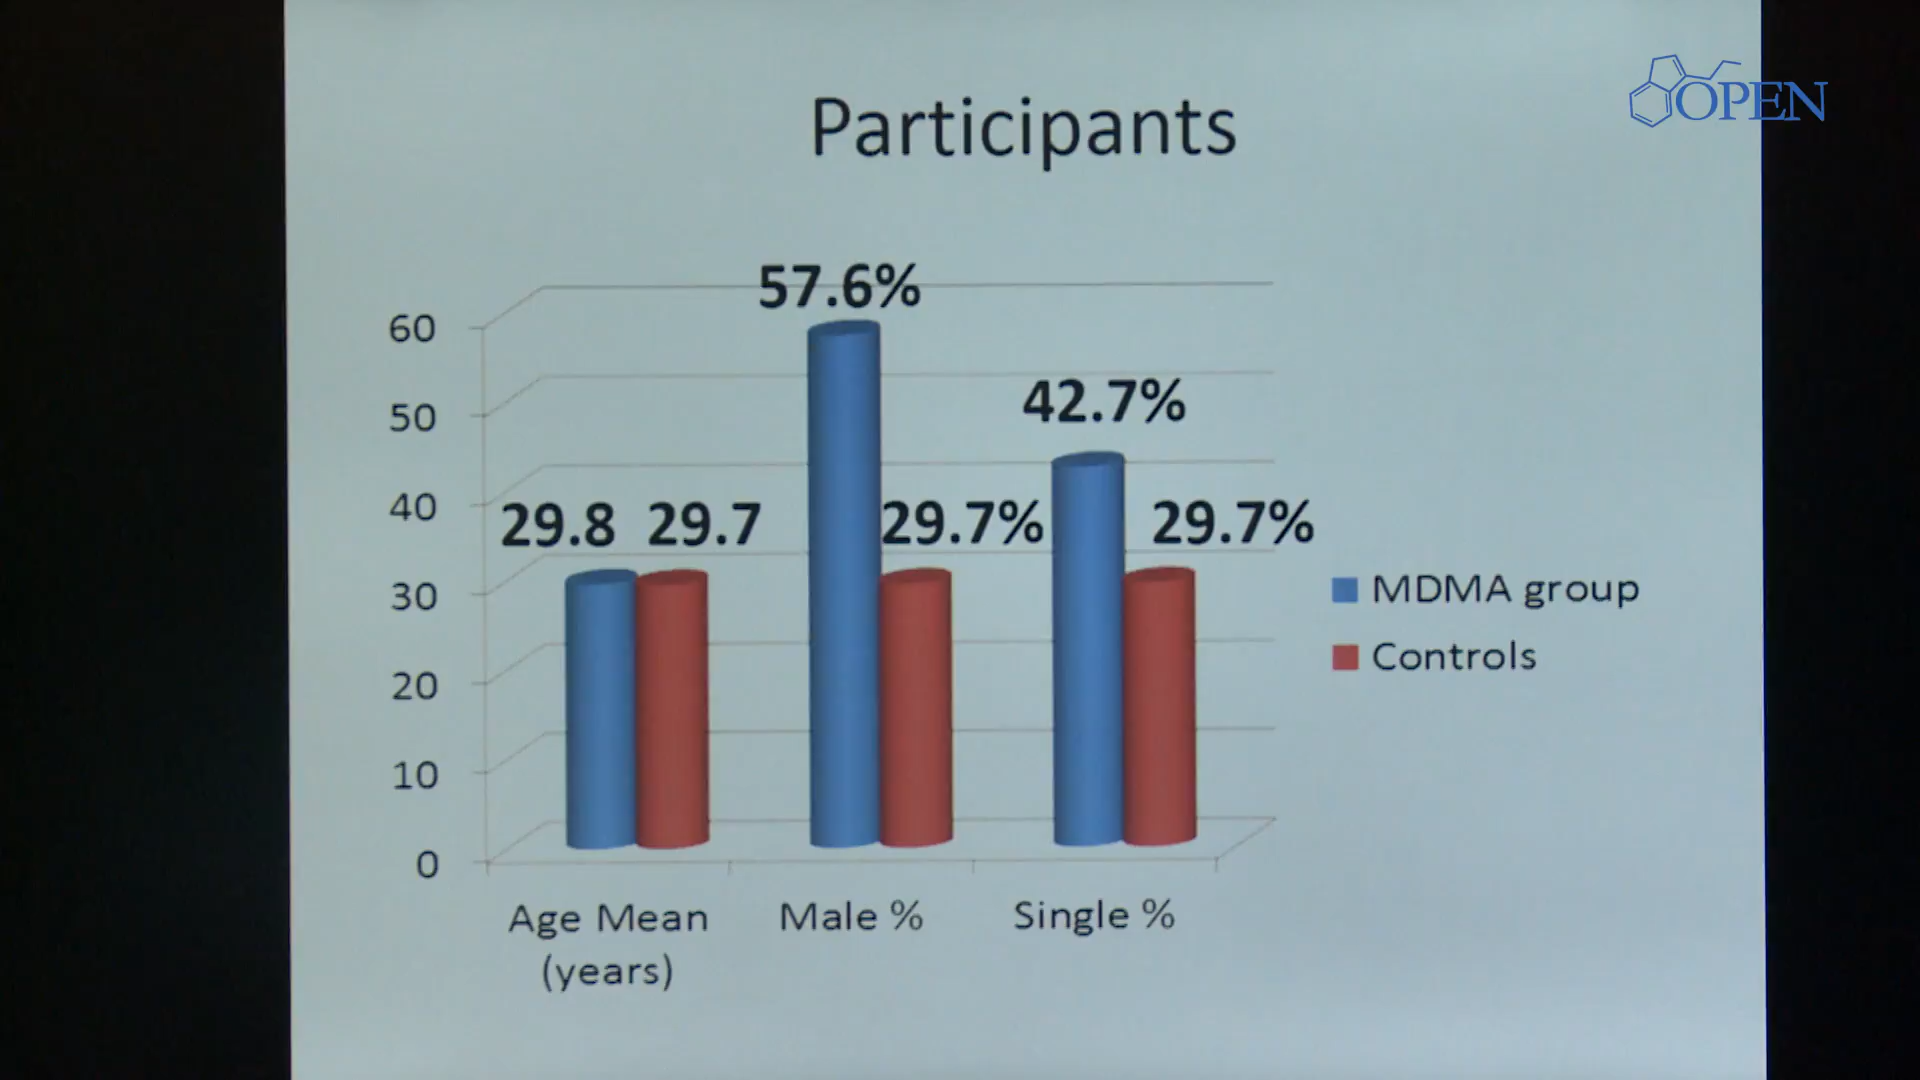 OPEN
Participants
57.6%
42.7%
29.8 29.7 29.7% 29.7%
60
50
40
30
20
10
0
MDMA group
Controls
Age Mean
(years)
Male %
Single %